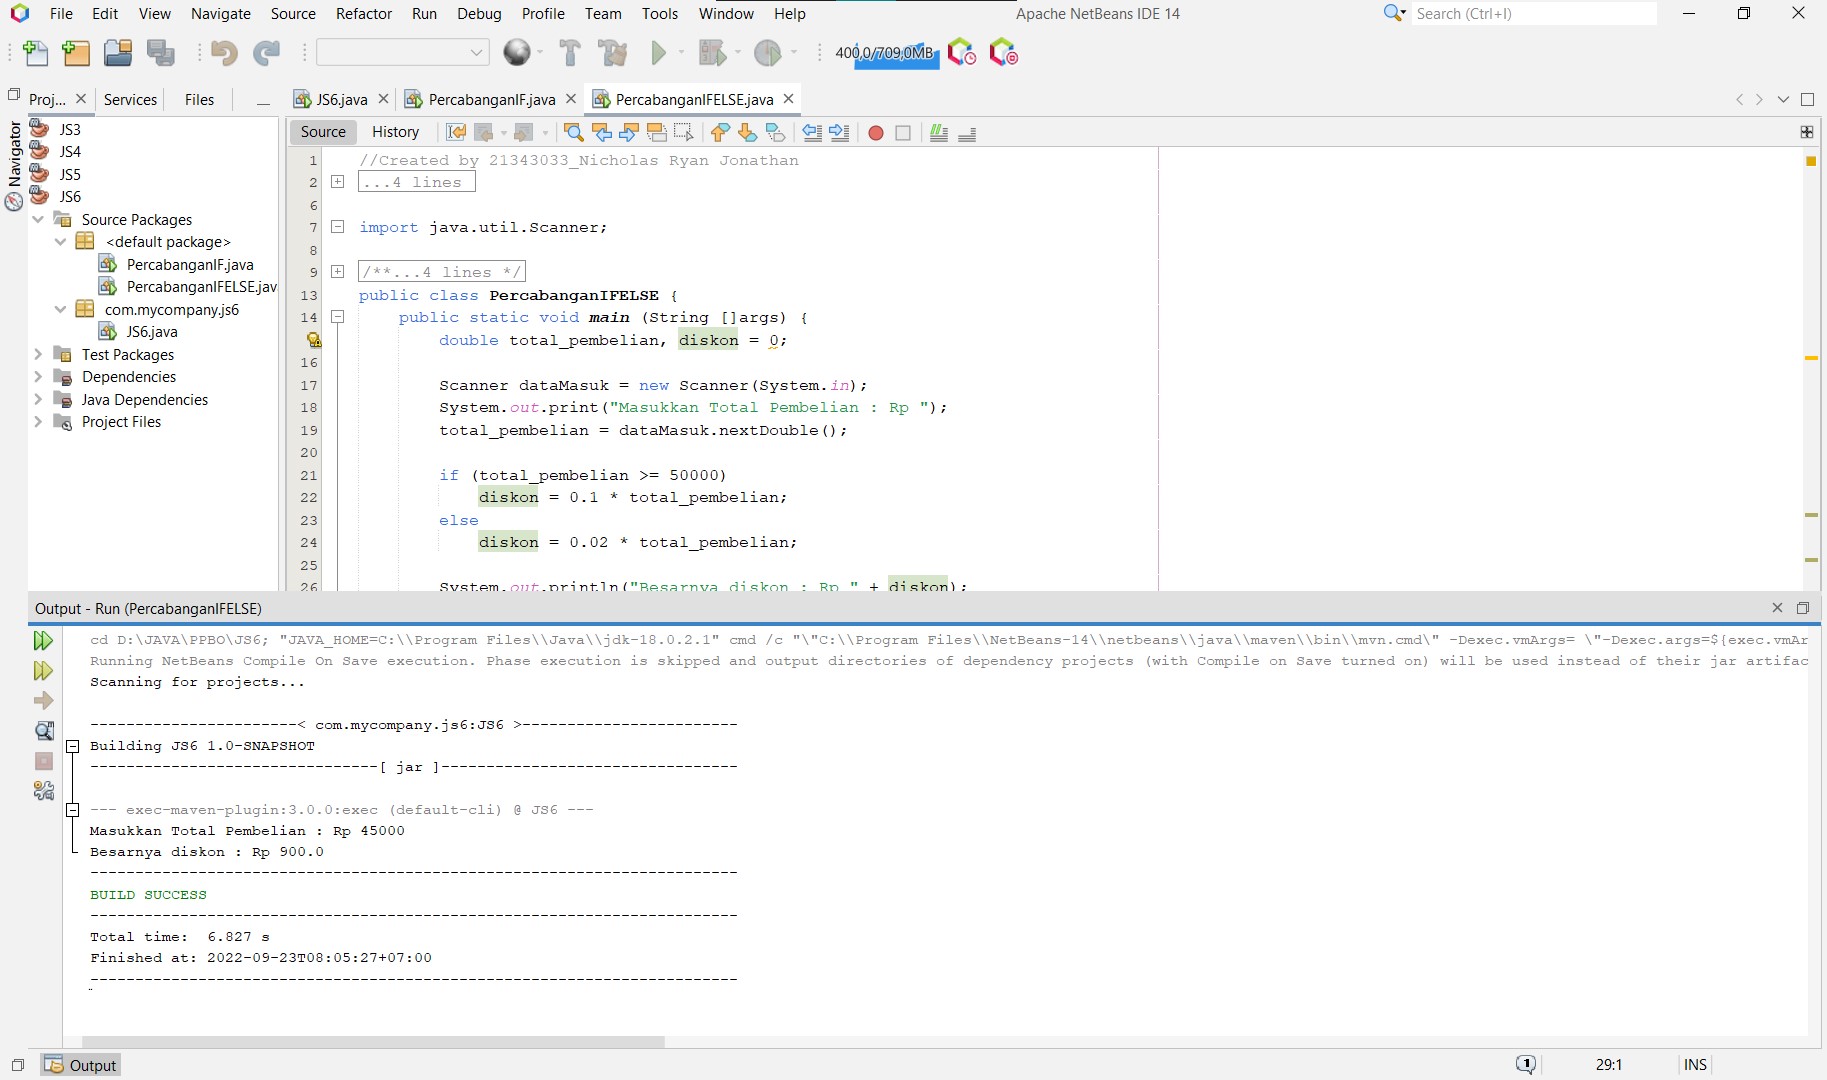 File Edit View Navigate Source Refactor Run Debug Profile Team Tools Window Help Apache NetBeans IDE 14 Search (Ctrl+I)
400,0/709,0MB
Proj... Services Files JS6.java PercabanganIF.java PercabanganIFELSE.java
Navigator
JS3
JS4
JS5
JS6
Source Packages
<default package>
PercabanganIF.java
PercabanganIFELSE.jav
com.mycompany.js6
JS6.java
Test Packages
Dependencies
Java Dependencies
Project Files
Source History
1 //Created by 21343033_Nicholas Ryan Jonathan
2 ...4 lines
6
7 import java.util.Scanner;
8
9 /**...4 lines */
13 public class PercabanganIFELSE {
14 public static void main (String []args) {
double total_pembelian, diskon = 0;
16
17 Scanner dataMasuk = new Scanner(System.in);
18 System.out.print("Masukkan Total Pembelian : Rp ");
19 total_pembelian = dataMasuk.nextDouble();
20
21 if (total_pembelian >= 50000)
22 diskon = 0.1 * total_pembelian;
23 else
24 diskon = 0.02 * total_pembelian;
25
26 System.out.println("Besarnya diskon : Rp " + diskon);
Output - Run (PercabanganIFELSE)
cd D:\JAVA\PPBO\JS6; "JAVA_HOME=C:\\Program Files\\Java\\jdk-18.0.2.1" cmd /c "\"C:\\Program Files\\NetBeans-14\\netbeans\\java\\maven\\bin\\mvn.cmd\" -Dexec.vmArgs= \"-Dexec.args=${exec.vmAr
Running NetBeans Compile On Save execution. Phase execution is skipped and output directories of dependency projects (with Compile on Save turned on) will be used instead of their jar artifac
Scanning for projects...
-----------------------< com.mycompany.js6:JS6 >------------------------
Building JS6 1.0-SNAPSHOT
--------------------------------[ jar ]---------------------------------
--- exec-maven-plugin:3.0.0:exec (default-cli) @ JS6 ---
Masukkan Total Pembelian : Rp 45000
Besarnya diskon : Rp 900.0
------------------------------------------------------------------------
BUILD SUCCESS
------------------------------------------------------------------------
Total time:  6.827 s
Finished at: 2022-09-23T08:05:27+07:00
------------------------------------------------------------------------
Output 1 29:1 INS